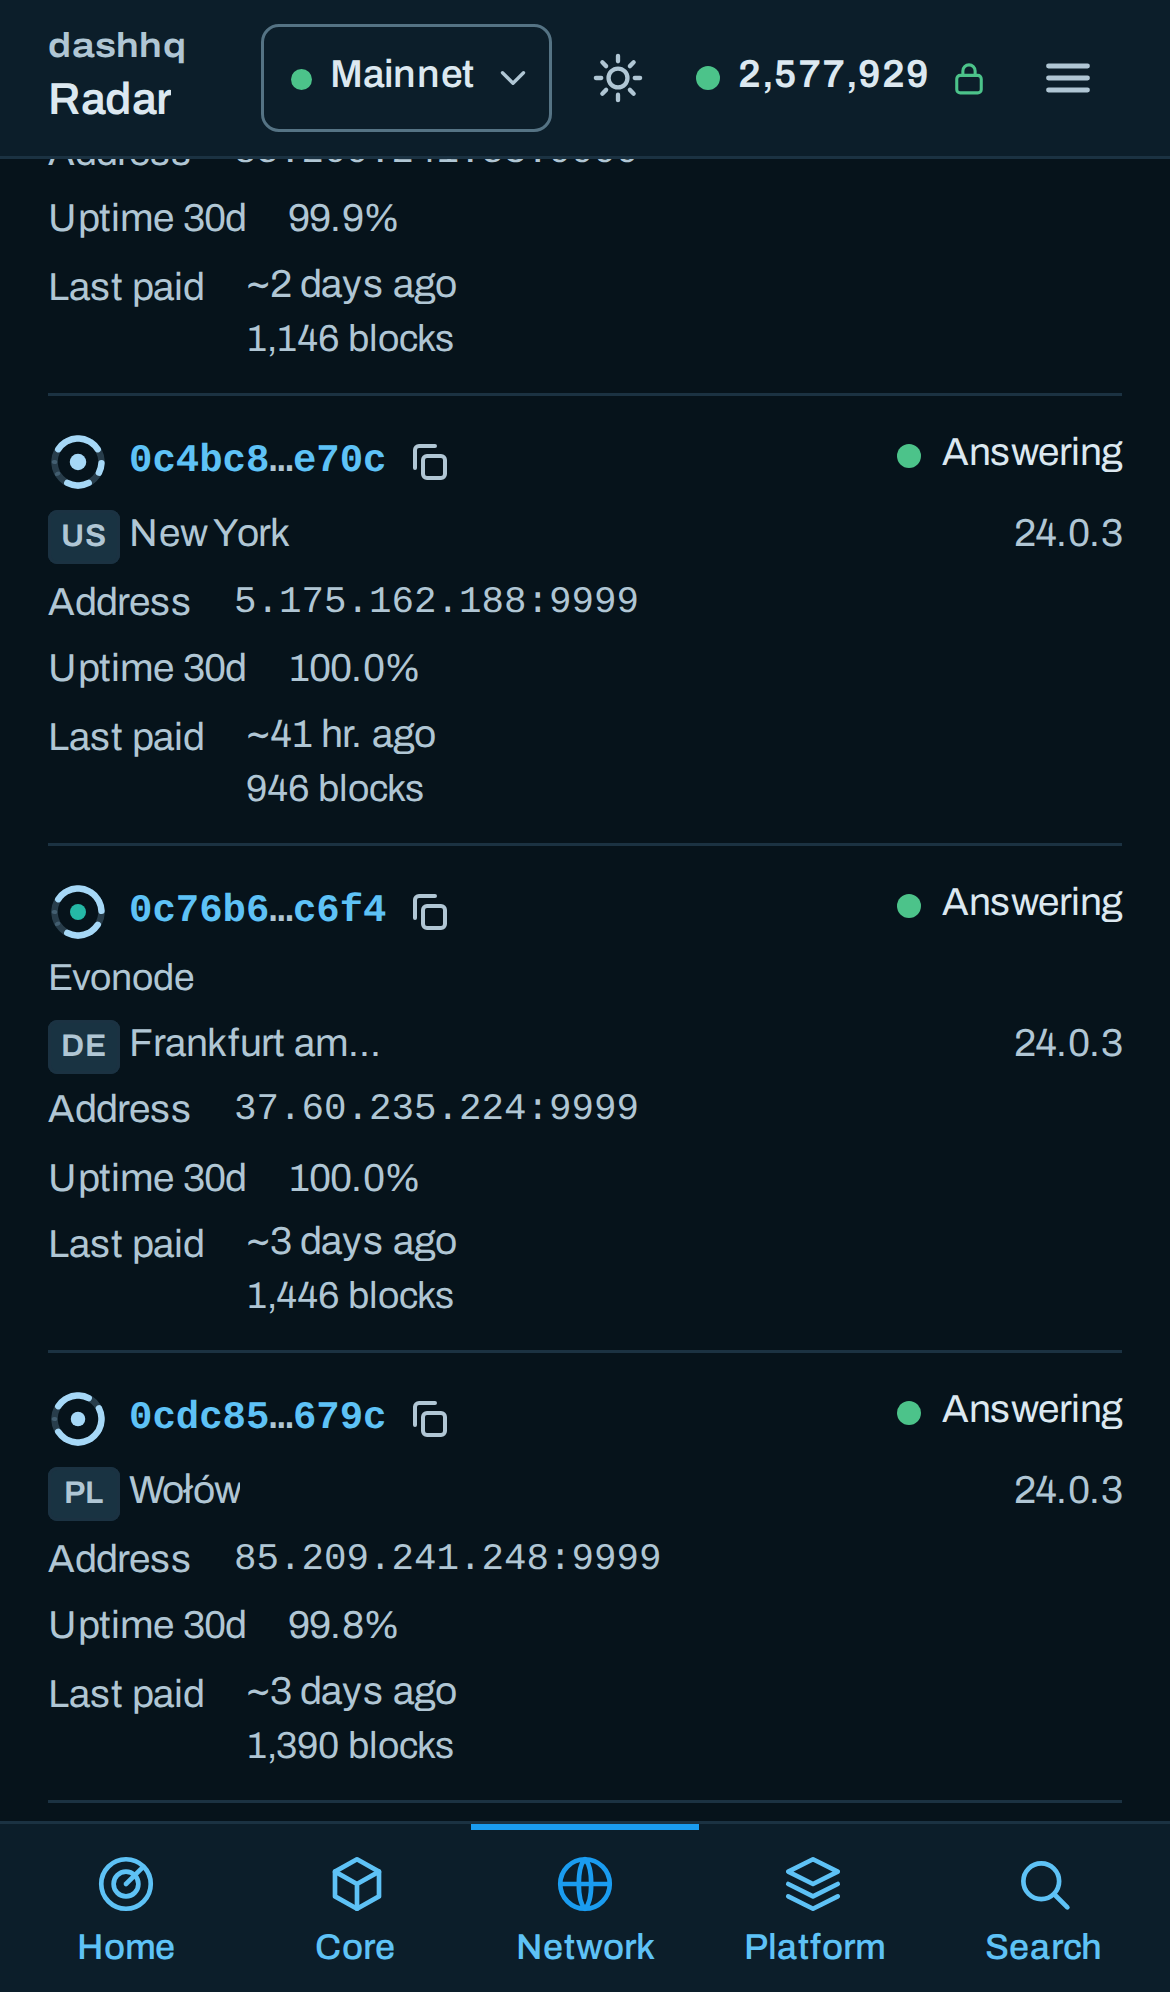 dashhq
Radar
Mainnet
2,577,929
Address
Uptime 30d 99.9%
Last paid ~2 days ago
1,146 blocks
0c4bc8…e70c Answering
US New York 24.0.3
Address 5.175.162.188:9999
Uptime 30d 100.0%
Last paid ~41 hr. ago
946 blocks
0c76b6…c6f4 Answering
Evonode
DE Frankfurt am… 24.0.3
Address 37.60.235.224:9999
Uptime 30d 100.0%
Last paid ~3 days ago
1,446 blocks
0cdc85…679c Answering
PL Wołów 24.0.3
Address 85.209.241.248:9999
Uptime 30d 99.8%
Last paid ~3 days ago
1,390 blocks
Home Core Network Platform Search